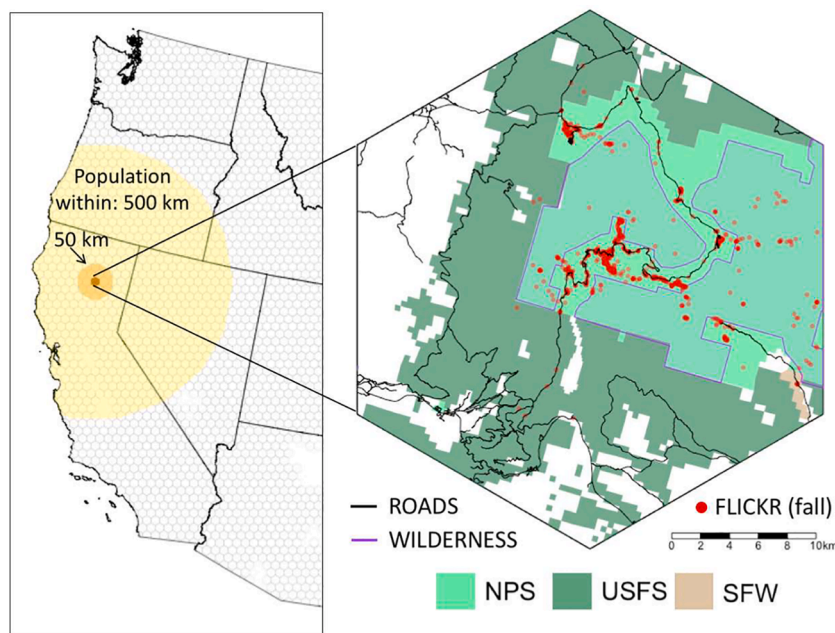 Population
within: 500 km
50 km
ROADS
WILDERNESS
FLICKR (fall)
0 2 4 6 8 10km
NPS
USFS
SFW